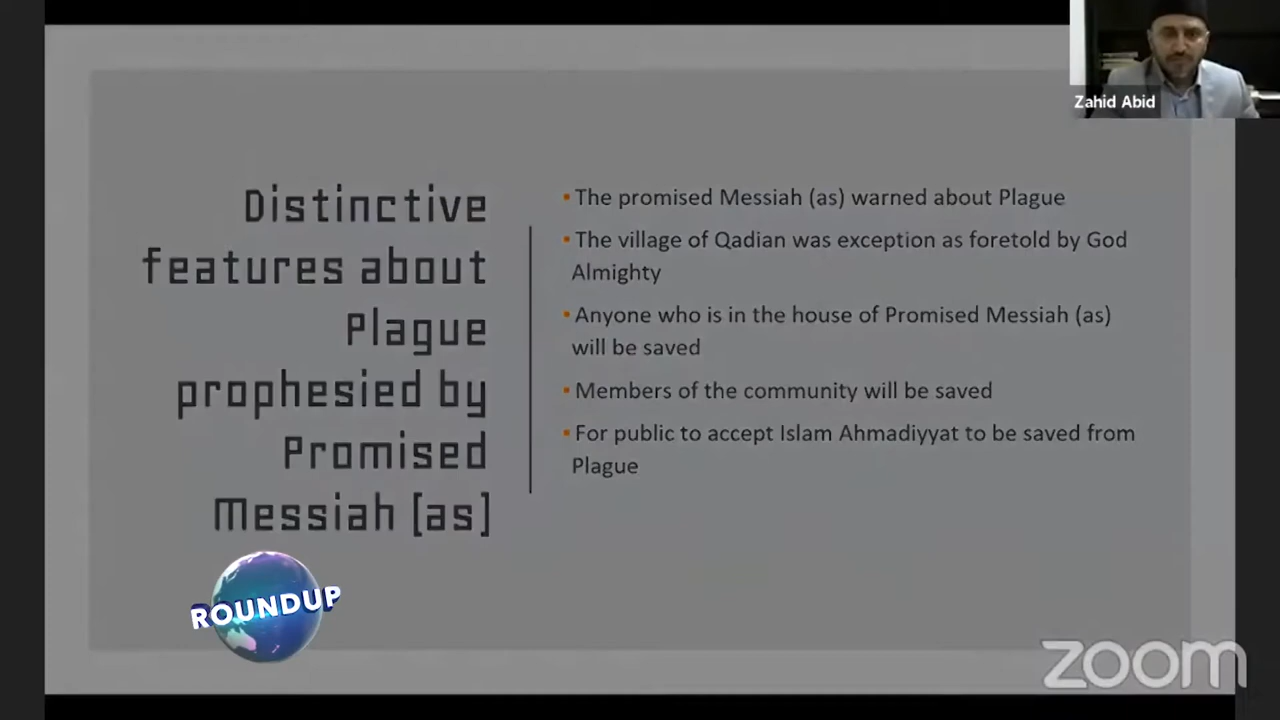 Zahid Abid
Distinctive
features about
Plague
prophesied by
Promised
Messiah [as]
▪The promised Messiah (as) warned about Plague
▪The village of Qadian was exception as foretold by God
Almighty
▪Anyone who is in the house of Promised Messiah (as)
will be saved
▪Members of the community will be saved
▪For public to accept Islam Ahmadiyyat to be saved from
Plague
ROUNDUP
zoom